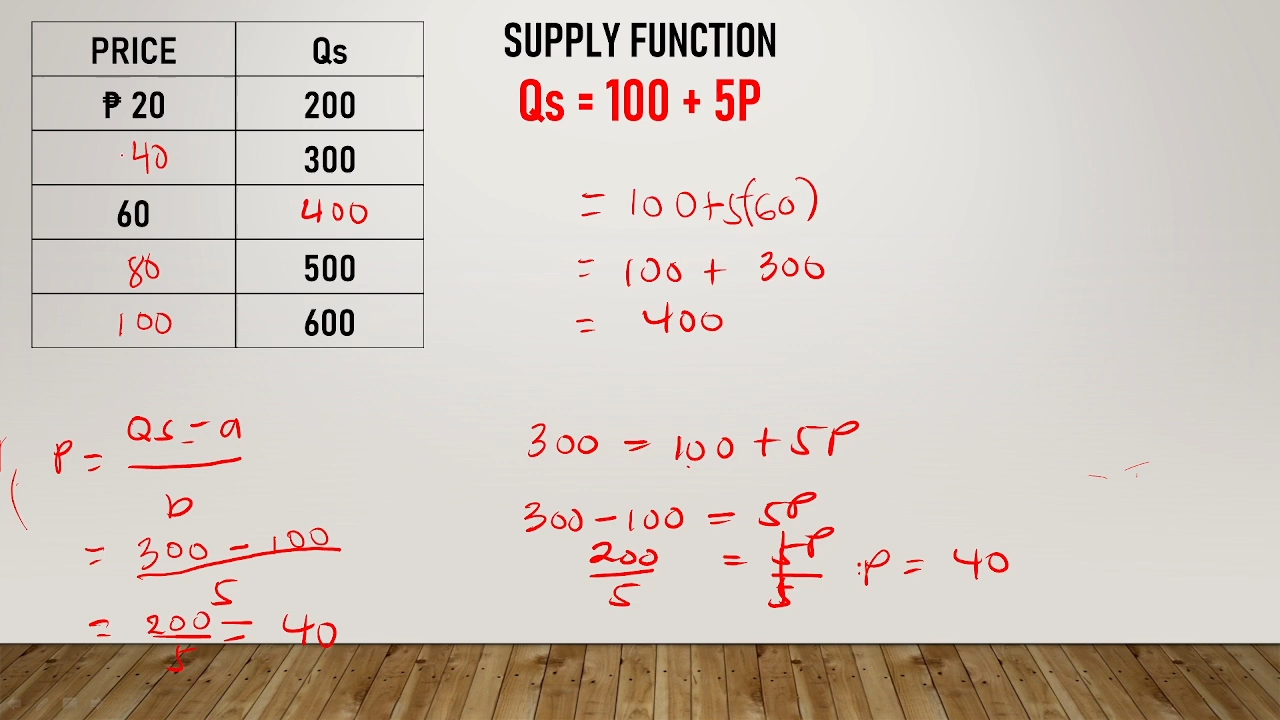 PRICE Qs
₱ 20 200
40 300
60 400
80 500
100 600
SUPPLY FUNCTION
Qs = 100 + 5P
= 100+5(60)
= 100 + 300
= 400
P = Qs - a
b
= 300 - 100
5
= 200 = 40
5
300 = 100 + 5P
300 - 100 = 5P
200 = 5P :P = 40
5 5